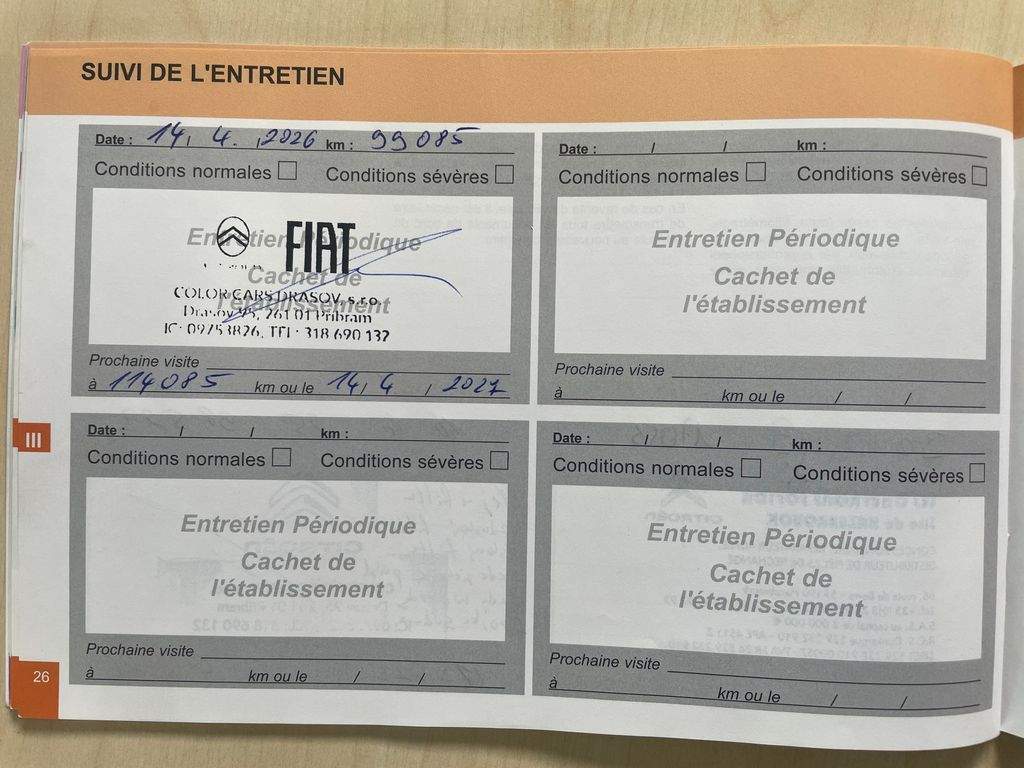 SUIVI DE L'ENTRETIEN
Date : 14. 4. 2026 km : 99085
Conditions normales Conditions sévères
FIAT
Entretien Périodique
Cachet de
l'établissement
COLOR CARS DRASOV, s.r.o.
Drasov 95, 261 01 Pribram
IC: 09753826, TEL: 318 690 132
Prochaine visite
à 114085 km ou le 14. 4 / 2027
Date : / / km :
Conditions normales Conditions sévères
Entretien Périodique
Cachet de
l'établissement
Prochaine visite
à km ou le / /
III
Date : / / km :
Conditions normales Conditions sévères
Entretien Périodique
Cachet de
l'établissement
Prochaine visite
à km ou le / /
Date : / / km :
Conditions normales Conditions sévères
Entretien Périodique
Cachet de
l'établissement
Prochaine visite
à km ou le / /
26